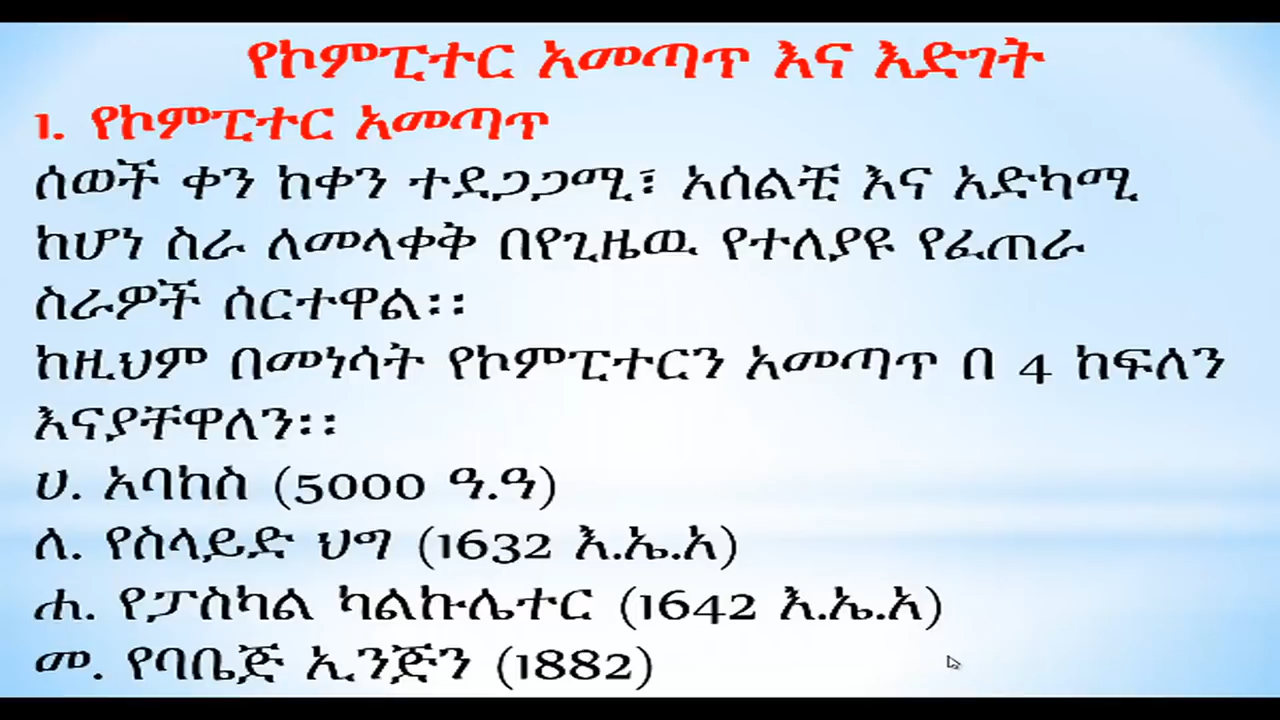 የኮምፒተር አመጣጥ እና እድገት
1. የኮምፒተር አመጣጥ
ሰወች ቀን ከቀን ተደጋጋሚ፣ አሰልቺ እና አድካሚ
ከሆነ ስራ ለመላቀቅ በየጊዜዉ የተለያዩ የፈጠራ
ስራዎች ሰርተዋል፡፡
ከዚህም በመነሳት የኮምፒተርን አመጣጥ በ 4 ከፍለን
እናያቸዋለን፡፡
ሀ. አባከስ (5000 ዓ.ዓ)
ለ. የስላይድ ህግ (1632 እ.ኤ.አ)
ሐ. የፓስካል ካልኩሌተር (1642 እ.ኤ.አ)
መ. የባቤጅ ኢንጅን (1882)